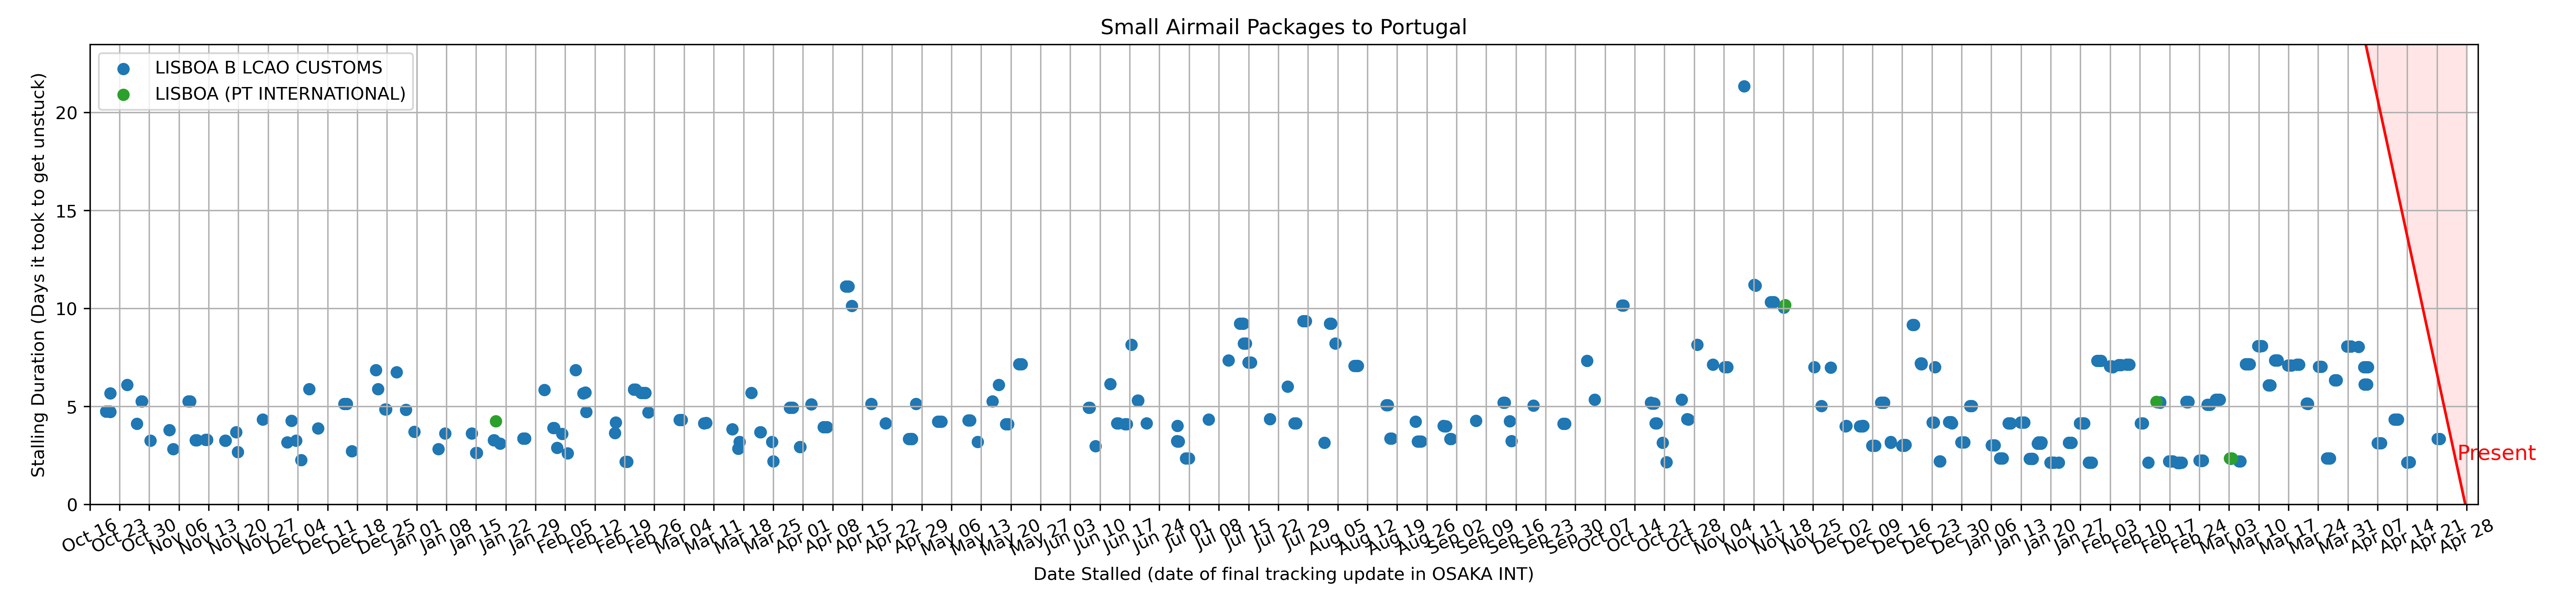 Small Airmail Packages to Portugal
LISBOA B LCAO CUSTOMS
LISBOA (PT INTERNATIONAL)
Stalling Duration (Days it took to get unstuck)
20
15
10
5
0
Present
Oct 16
Oct 23
Oct 30
Nov 06
Nov 13
Nov 20
Nov 27
Dec 04
Dec 11
Dec 18
Dec 25
Jan 01
Jan 08
Jan 15
Jan 22
Jan 29
Feb 05
Feb 12
Feb 19
Feb 26
Mar 04
Mar 11
Mar 18
Mar 25
Apr 01
Apr 08
Apr 15
Apr 22
Apr 29
May 06
May 13
May 20
May 27
Jun 03
Jun 10
Jun 17
Jun 24
Jul 01
Jul 08
Jul 15
Jul 22
Jul 29
Aug 05
Aug 12
Aug 19
Aug 26
Sep 02
Sep 09
Sep 16
Sep 23
Sep 30
Oct 07
Oct 14
Oct 21
Oct 28
Nov 04
Nov 11
Nov 18
Nov 25
Dec 02
Dec 09
Dec 16
Dec 23
Dec 30
Jan 06
Jan 13
Jan 20
Jan 27
Feb 03
Feb 10
Feb 17
Feb 24
Mar 03
Mar 10
Mar 17
Mar 24
Mar 31
Apr 07
Apr 14
Apr 21
Apr 28
Date Stalled (date of final tracking update in OSAKA INT)